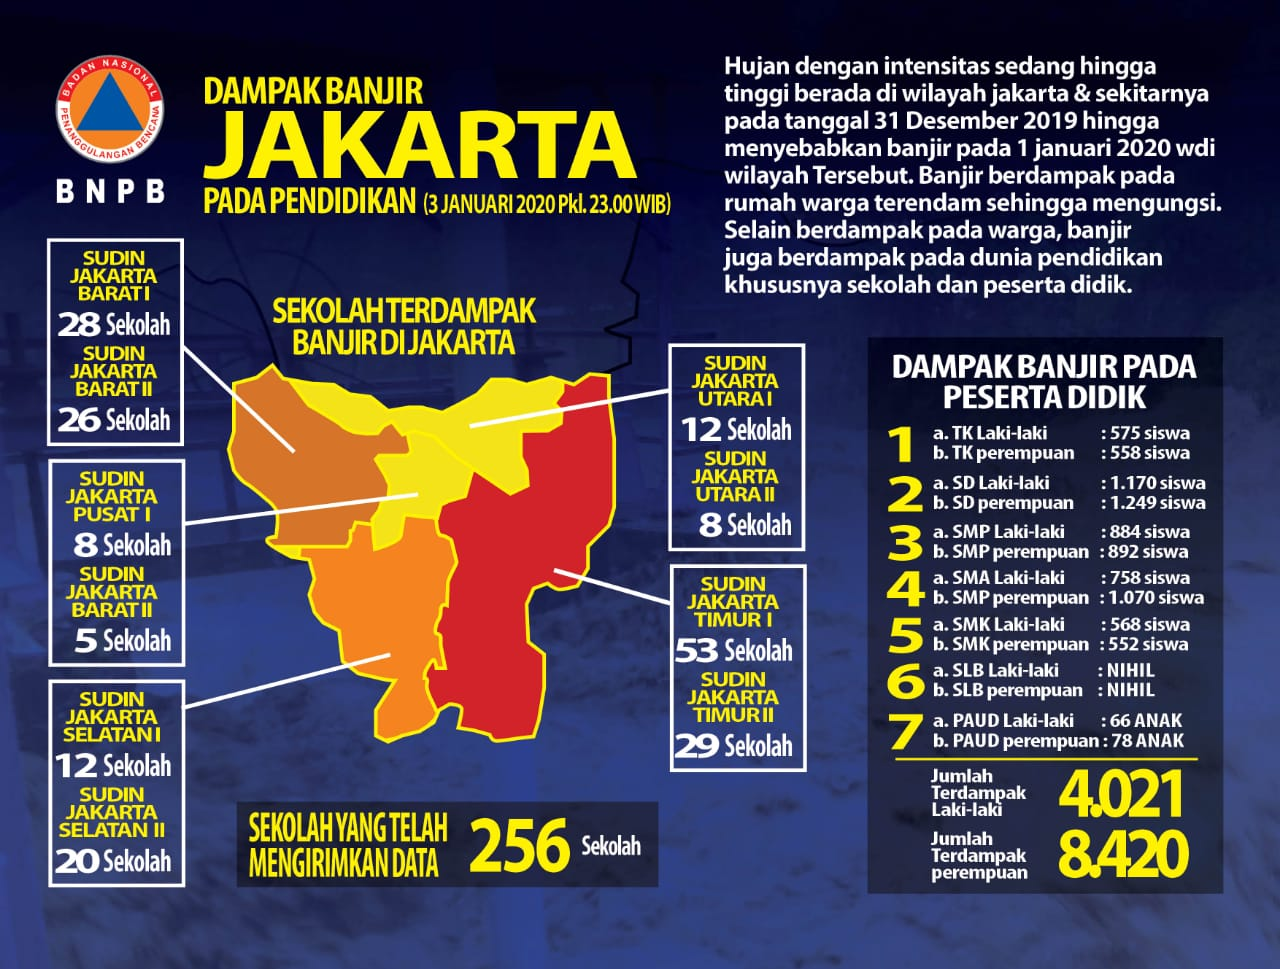 BADAN NASIONAL
PENANGGULANGAN BENCANA
BNPB
DAMPAK BANJIR
JAKARTA
PADA PENDIDIKAN (3 JANUARI 2020 Pkl. 23.00 WIB)
Hujan dengan intensitas sedang hingga
tinggi berada di wilayah jakarta & sekitarnya
pada tanggal 31 Desember 2019 hingga
menyebabkan banjir pada 1 januari 2020 wdi
wilayah Tersebut. Banjir berdampak pada
rumah warga terendam sehingga mengungsi.
Selain berdampak pada warga, banjir
juga berdampak pada dunia pendidikan
khususnya sekolah dan peserta didik.
SEKOLAH TERDAMPAK
BANJIR DI JAKARTA
SUDIN
JAKARTA
BARAT I
28 Sekolah
SUDIN
JAKARTA
BARAT II
26 Sekolah
SUDIN
JAKARTA
PUSAT I
8 Sekolah
SUDIN
JAKARTA
BARAT II
5 Sekolah
SUDIN
JAKARTA
SELATAN I
12 Sekolah
SUDIN
JAKARTA
SELATAN II
20 Sekolah
SUDIN
JAKARTA
UTARA I
12 Sekolah
SUDIN
JAKARTA
UTARA II
8 Sekolah
SUDIN
JAKARTA
TIMUR I
53 Sekolah
SUDIN
JAKARTA
TIMUR II
29 Sekolah
SEKOLAH YANG TELAH
MENGIRIMKAN DATA
256 Sekolah
DAMPAK BANJIR PADA
PESERTA DIDIK
1 a. TK Laki-laki : 575 siswa
b. TK perempuan : 558 siswa
2 a. SD Laki-laki : 1.170 siswa
b. SD perempuan : 1.249 siswa
3 a. SMP Laki-laki : 884 siswa
b. SMP perempuan : 892 siswa
4 a. SMA Laki-laki : 758 siswa
b. SMP perempuan : 1.070 siswa
5 a. SMK Laki-laki : 568 siswa
b. SMK perempuan : 552 siswa
6 a. SLB Laki-laki : NIHIL
b. SLB perempuan : NIHIL
7 a. PAUD Laki-laki : 66 ANAK
b. PAUD perempuan : 78 ANAK
Jumlah
Terdampak
Laki-laki
4.021
Jumlah
Terdampak
perempuan
8.420